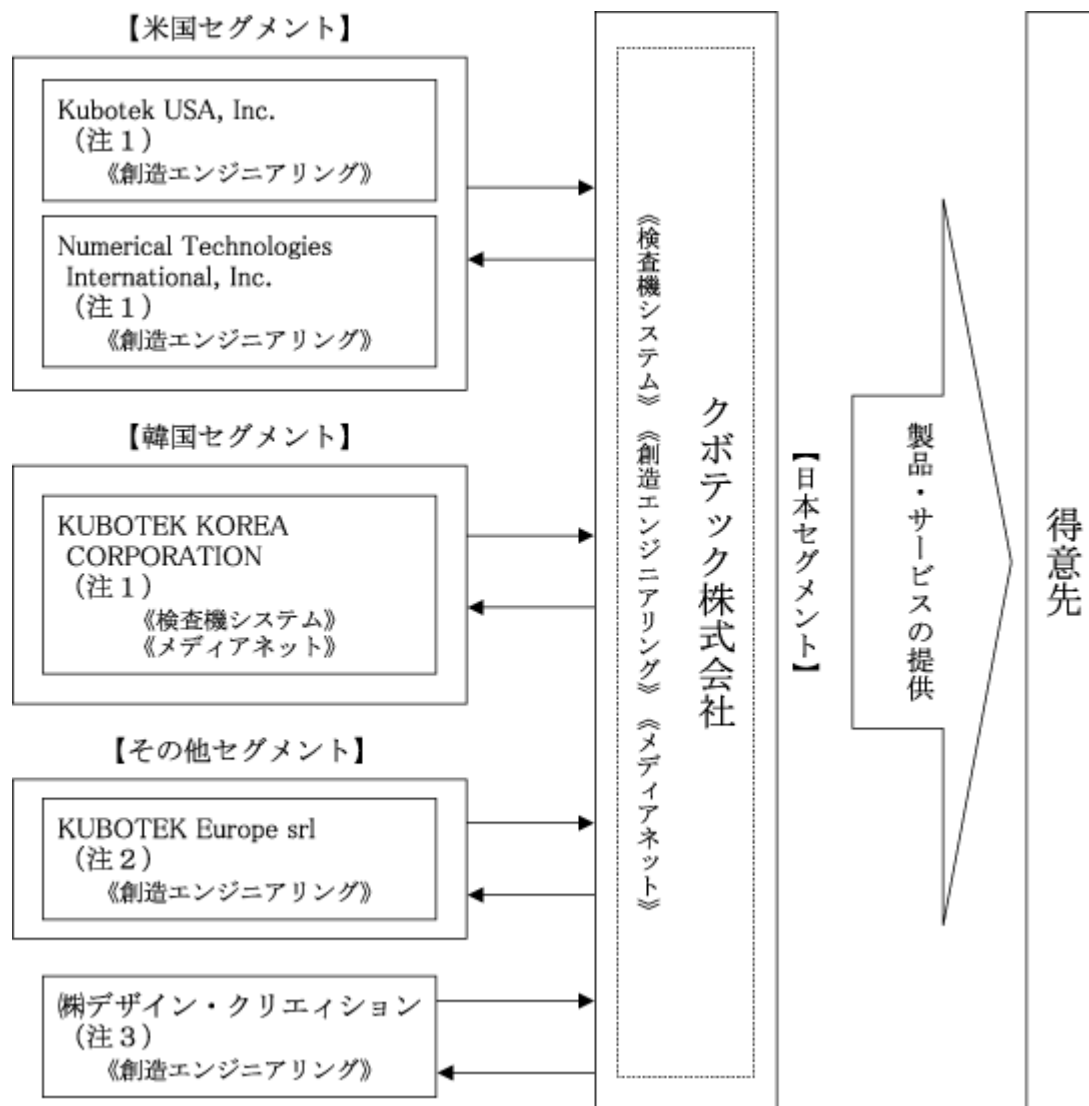 【米国セグメント】
Kubotek USA, Inc.
（注１）
《創造エンジニアリング》
Numerical Technologies
International, Inc.
（注１）
《創造エンジニアリング》
【韓国セグメント】
KUBOTEK KOREA
CORPORATION
（注１）
《検査機システム》
《メディアネット》
【その他セグメント】
KUBOTEK Europe srl
（注２）
《創造エンジニアリング》
㈱デザイン・クリエィション
（注３）
《創造エンジニアリング》
《検査機システム》《創造エンジニアリング》《メディアネット》
クボテック株式会社
【日本セグメント】
製品・サービスの提供
得意先